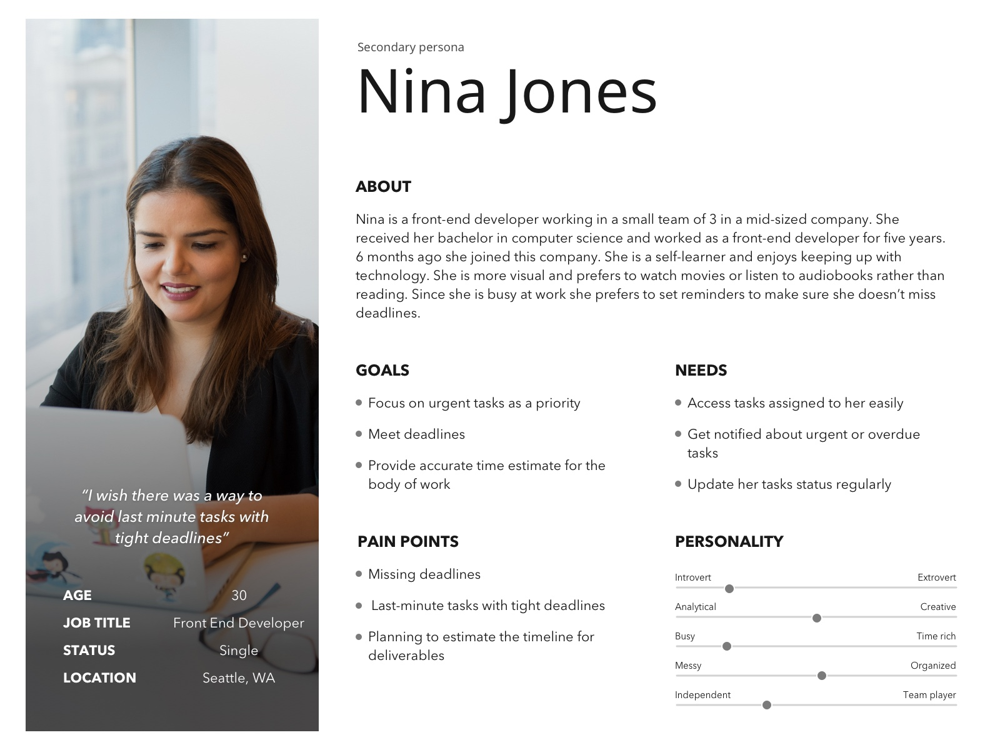 Secondary persona
Nina Jones
ABOUT
Nina is a front-end developer working in a small team of 3 in a mid-sized company. She
received her bachelor in computer science and worked as a front-end developer for five years.
6 months ago she joined this company. She is a self-learner and enjoys keeping up with
technology. She is more visual and prefers to watch movies or listen to audiobooks rather than
reading. Since she is busy at work she prefers to set reminders to make sure she doesn’t miss
deadlines.
GOALS
Focus on urgent tasks as a priority
Meet deadlines
Provide accurate time estimate for the
body of work
NEEDS
Access tasks assigned to her easily
Get notified about urgent or overdue
tasks
Update her tasks status regularly
PAIN POINTS
Missing deadlines
Last-minute tasks with tight deadlines
Planning to estimate the timeline for
deliverables
PERSONALITY
Introvert Extrovert
Analytical Creative
Busy Time rich
Messy Organized
Independent Team player
“I wish there was a way to
avoid last minute tasks with
tight deadlines”
AGE 30
JOB TITLE Front End Developer
STATUS Single
LOCATION Seattle, WA